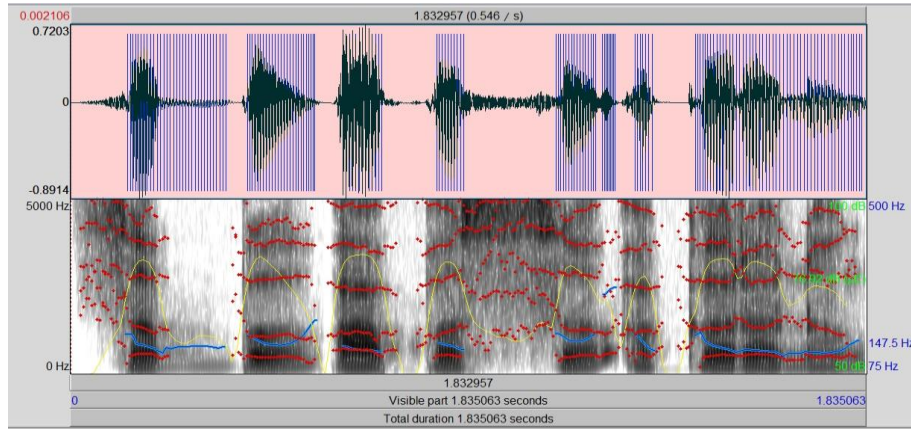 0.002106
1.832957 (0.546 / s)
0.7203
0
-0.8914
5000 Hz
500 Hz
147.5 Hz
0 Hz
50 dB
75 Hz
1.832957
0
Visible part 1.835063 seconds
1.835063
Total duration 1.835063 seconds